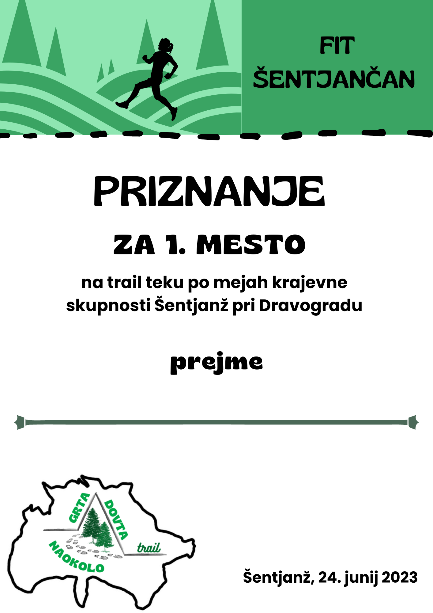 FIT
ŠENTJANČAN
PRIZNANJE
ZA 1. MESTO
na trail teku po mejah krajevne
skupnosti Šentjanž pri Dravogradu
prejme
GRTA
DOVTA
NAOKOLO
trail
Šentjanž, 24. junij 2023